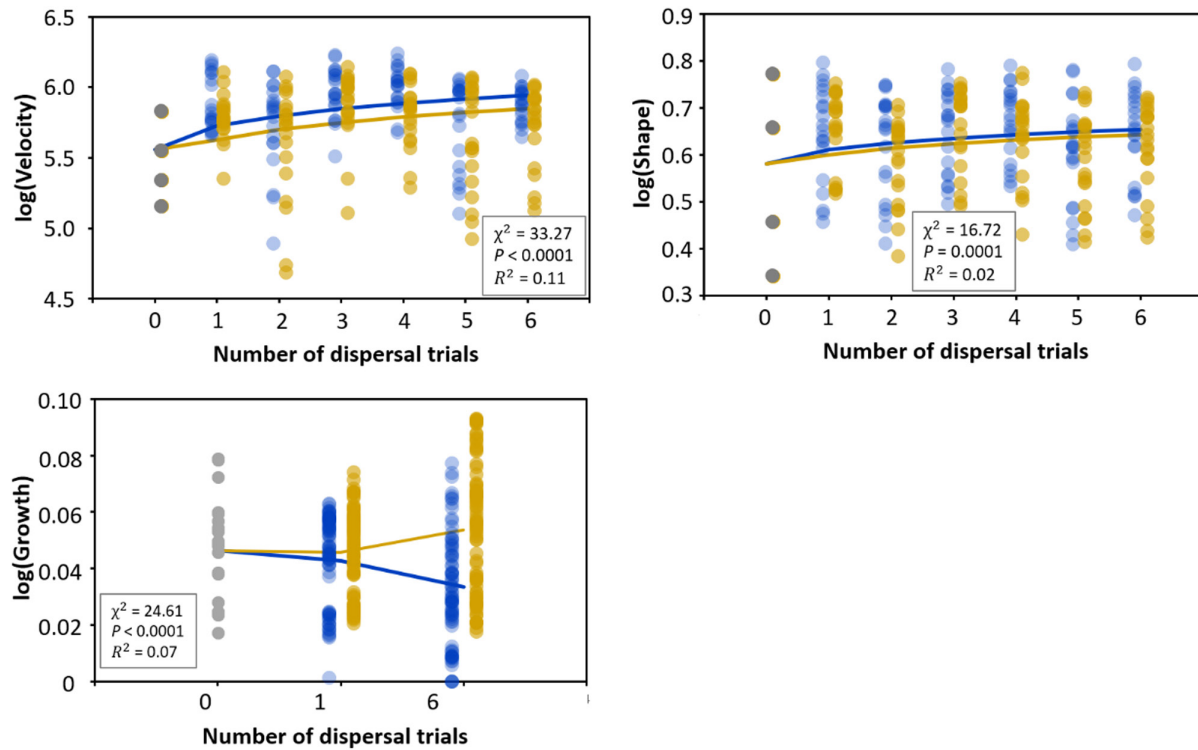 6.5
6.0
5.5
5.0
4.5
log(Velocity)
χ² = 33.27
P < 0.0001
R² = 0.11
0 1 2 3 4 5 6
Number of dispersal trials
0.9
0.8
0.7
0.6
0.5
0.4
0.3
log(Shape)
χ² = 16.72
P = 0.0001
R² = 0.02
0 1 2 3 4 5 6
Number of dispersal trials
0.10
0.08
0.06
0.04
0.02
0
log(Growth)
χ² = 24.61
P < 0.0001
R² = 0.07
0 1 6
Number of dispersal trials